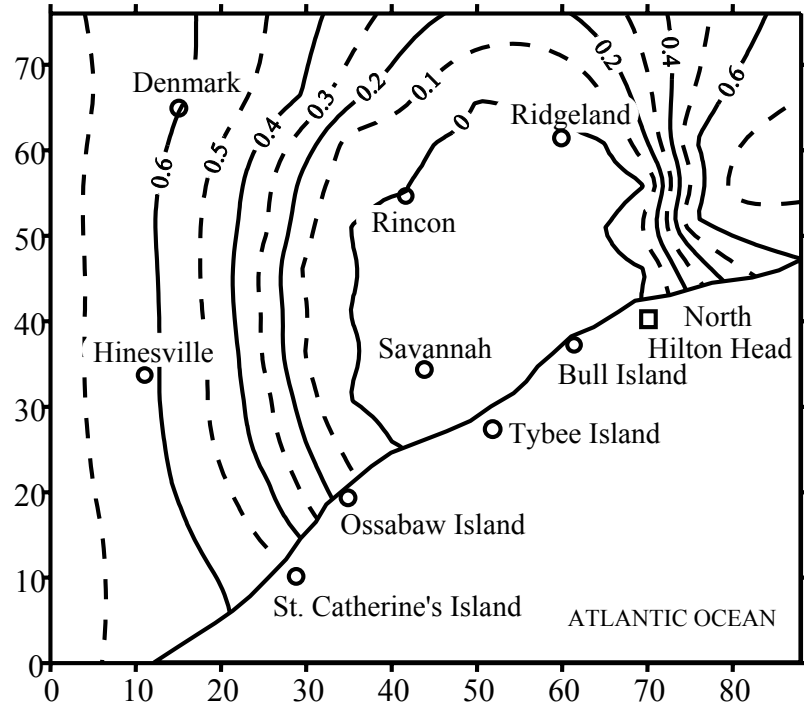 70
60
50
40
30
20
10
0
Denmark
0.6
0.5
0.4
0.3
0.2
0.1
0
0.2
0.4
0.6
Ridgeland
Rincon
Hinesville
Savannah
North
Hilton Head
Bull Island
Tybee Island
Ossabaw Island
St. Catherine's Island
ATLANTIC OCEAN
0 10 20 30 40 50 60 70 80